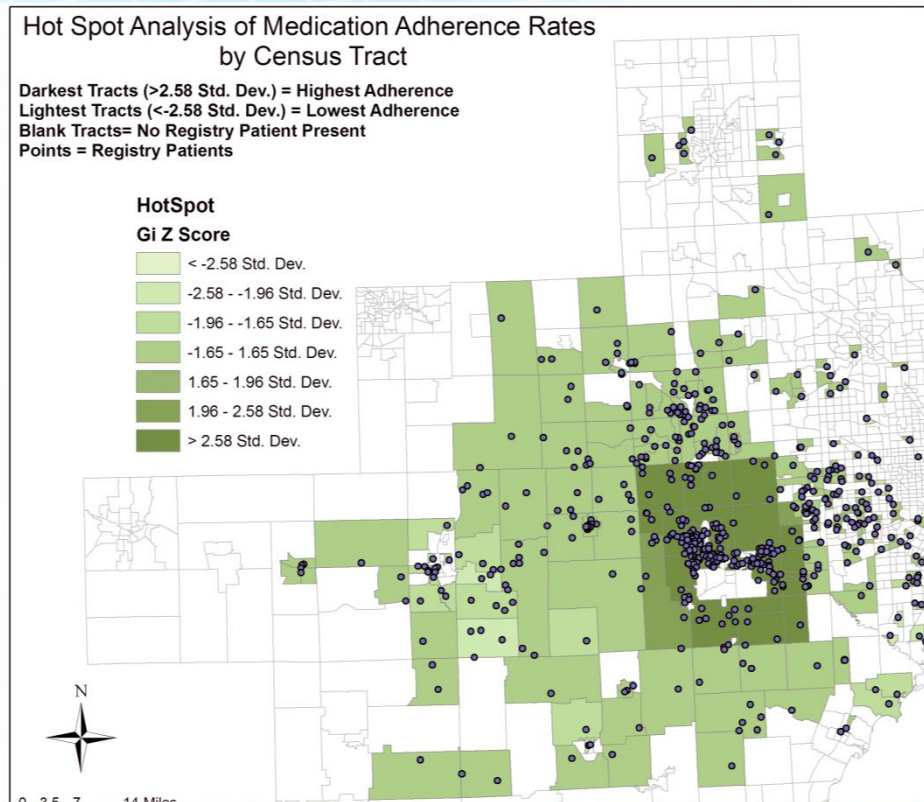 Hot Spot Analysis of Medication Adherence Rates
by Census Tract
Darkest Tracts (>2.58 Std. Dev.) = Highest Adherence
Lightest Tracts (<-2.58 Std. Dev.) = Lowest Adherence
Blank Tracts= No Registry Patient Present
Points = Registry Patients
HotSpot
Gi Z Score
< -2.58 Std. Dev.
-2.58 - -1.96 Std. Dev.
-1.96 - -1.65 Std. Dev.
-1.65 - 1.65 Std. Dev.
1.65 - 1.96 Std. Dev.
1.96 - 2.58 Std. Dev.
> 2.58 Std. Dev.
N
0 3.5 7 14 Miles